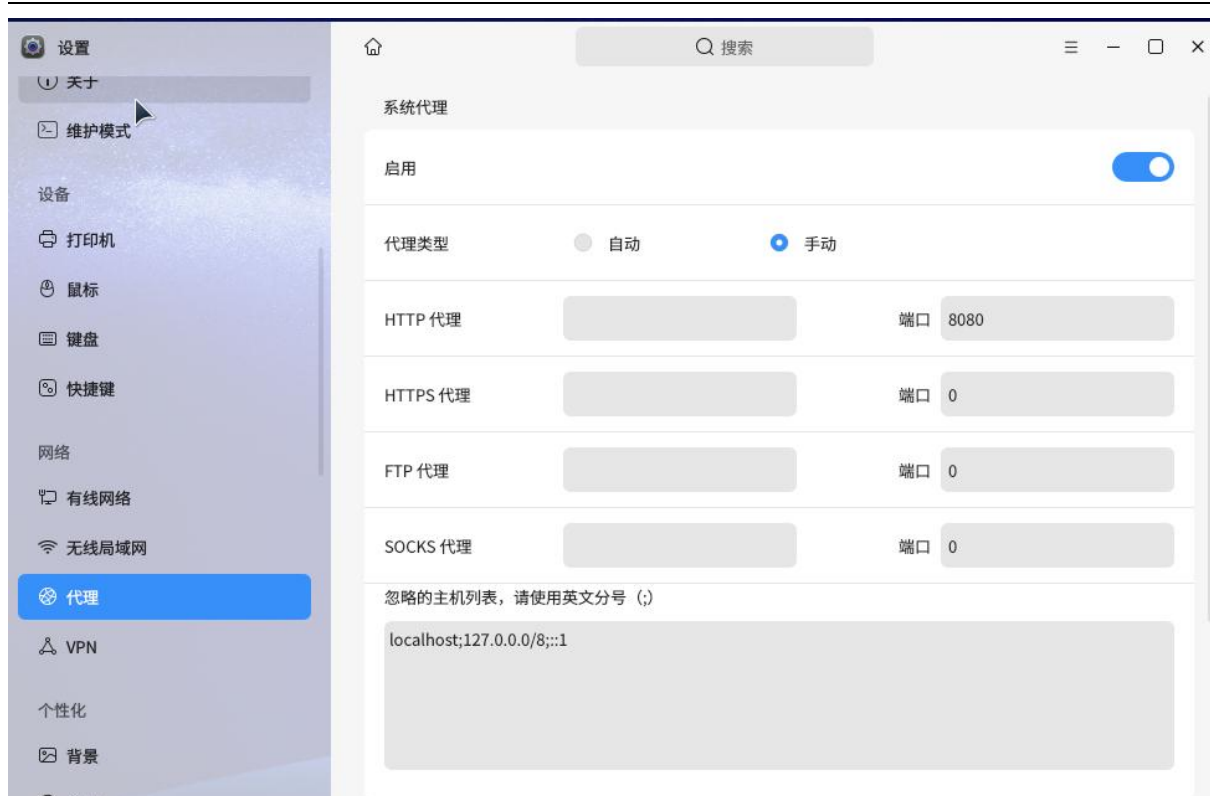 设置
搜索
关于
维护模式
设备
打印机
鼠标
键盘
快捷键
网络
有线网络
无线局域网
代理
VPN
个性化
背景
系统代理
启用
代理类型 自动 手动
HTTP 代理 端口 8080
HTTPS 代理 端口 0
FTP 代理 端口 0
SOCKS 代理 端口 0
忽略的主机列表，请使用英文分号（;）
localhost;127.0.0.0/8;::1